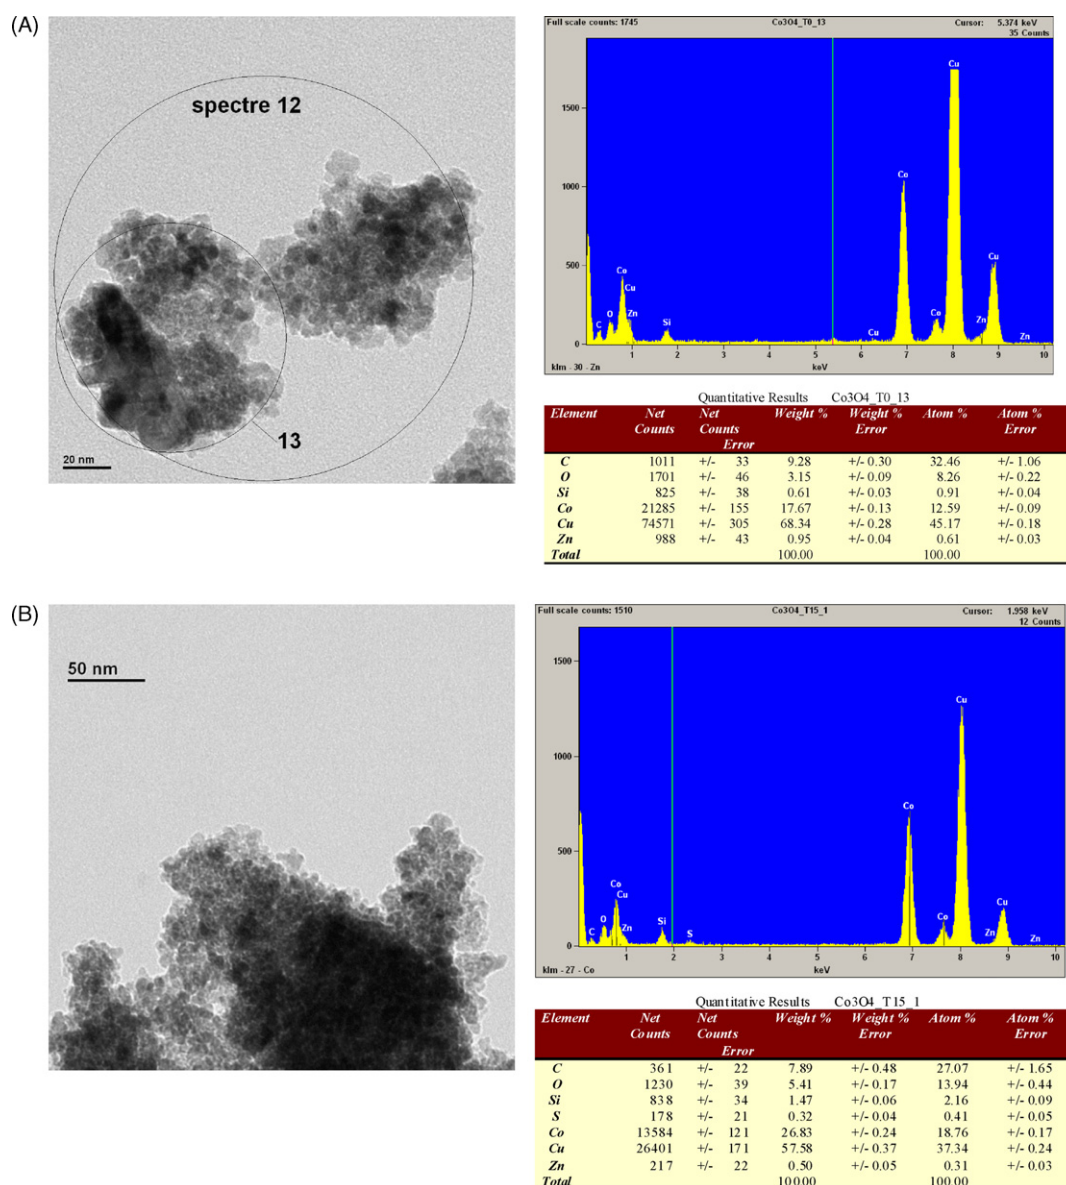 (A)
spectre 12
13
20 nm
Full scale counts: 1745 Co3O4_T0_13 Cursor: 5.374 keV
35 Counts
Cu
1500
1000
Co
500
Cu
Co
Cu
O
Zn
C
Si
Cu
Co
Zn
Zn
0
1 2 3 4 5 6 7 8 9 10
klm - 30 - Zn keV
Quantitative Results Co3O4_T0_13
Element Net Counts Net Counts Error Weight % Weight % Error Atom % Atom % Error
C 1011 +/- 33 9.28 +/- 0.30 32.46 +/- 1.06
O 1701 +/- 46 3.15 +/- 0.09 8.26 +/- 0.22
Si 825 +/- 38 0.61 +/- 0.03 0.91 +/- 0.04
Co 21285 +/- 155 17.67 +/- 0.13 12.59 +/- 0.09
Cu 74571 +/- 305 68.34 +/- 0.28 45.17 +/- 0.18
Zn 988 +/- 43 0.95 +/- 0.04 0.61 +/- 0.03
Total 100.00 100.00
(B)
50 nm
Full scale counts: 1510 Co3O4_T15_1 Cursor: 1.958 keV
12 Counts
1500
Cu
1000
Co
500
Co
Cu
Cu
O
Zn
C
Si
S
Co
Zn
Zn
0
1 2 3 4 5 6 7 8 9 10
klm - 27 - Co keV
Quantitative Results Co3O4_T15_1
Element Net Counts Net Counts Error Weight % Weight % Error Atom % Atom % Error
C 361 +/- 22 7.89 +/- 0.48 27.07 +/- 1.65
O 1230 +/- 39 5.41 +/- 0.17 13.94 +/- 0.44
Si 838 +/- 34 1.47 +/- 0.06 2.16 +/- 0.09
S 178 +/- 21 0.32 +/- 0.04 0.41 +/- 0.05
Co 13584 +/- 121 26.83 +/- 0.24 18.76 +/- 0.17
Cu 26401 +/- 171 57.58 +/- 0.37 37.34 +/- 0.24
Zn 217 +/- 22 0.50 +/- 0.05 0.31 +/- 0.03
Total 100.00 100.00